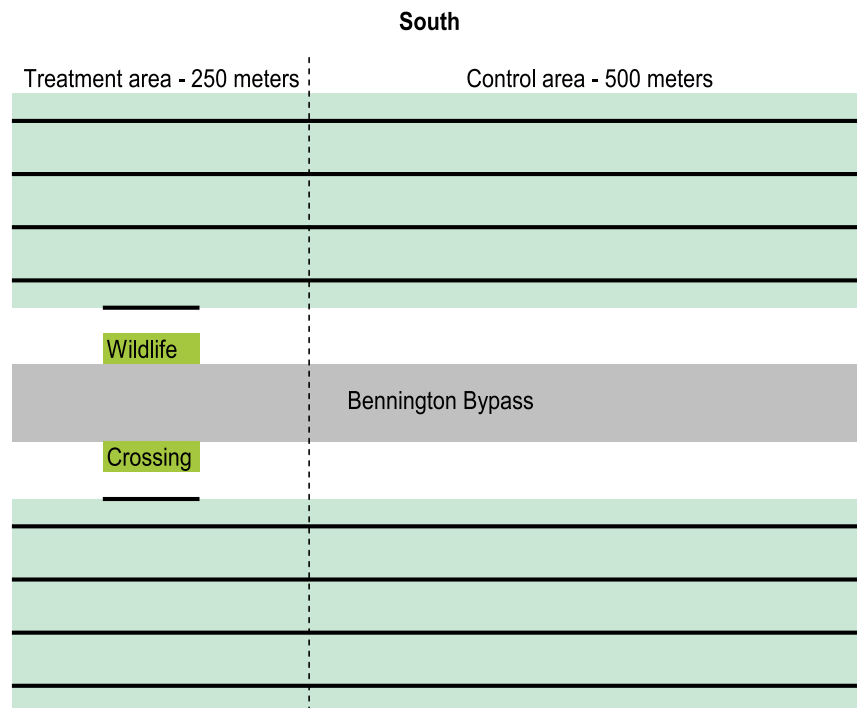 South
Treatment area - 250 meters
Control area - 500 meters
Wildlife
Bennington Bypass
Crossing